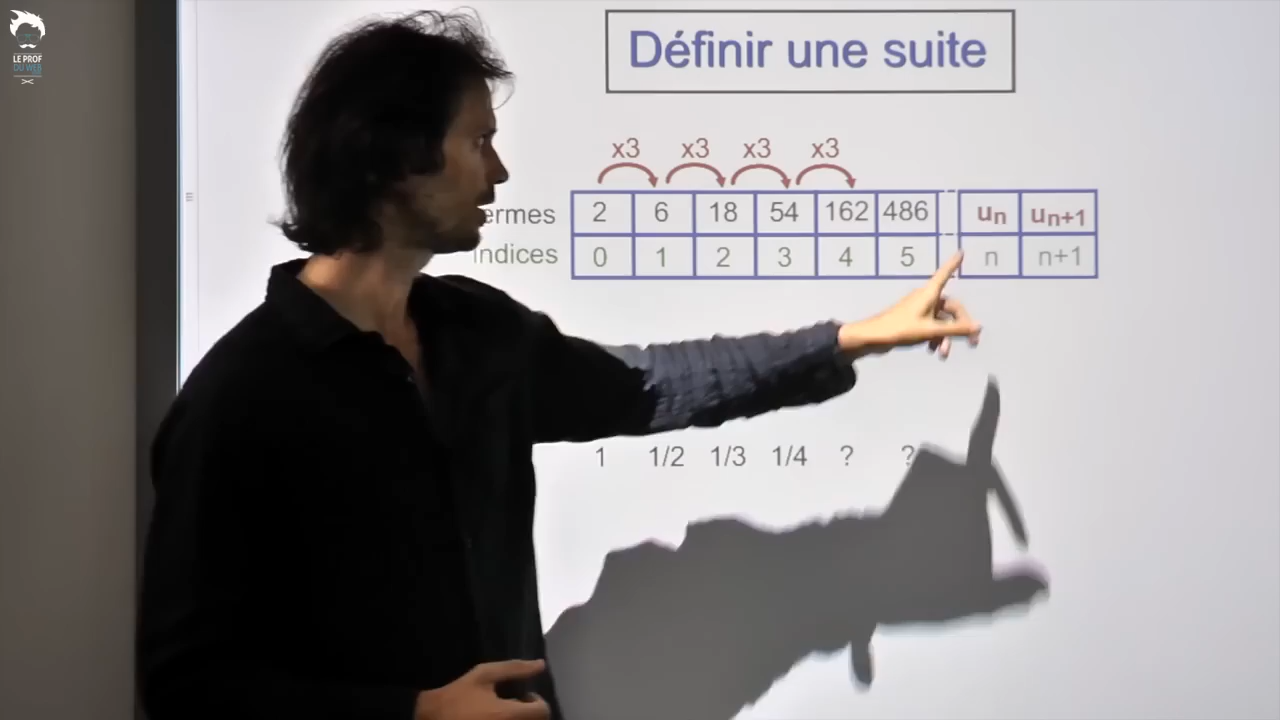 LE PROF
DU WEB
Définir une suite
x3 x3 x3 x3
ermes 2 6 18 54 162 486 un un+1
indices 0 1 2 3 4 5 n n+1
1 1/2 1/3 1/4 ? ?